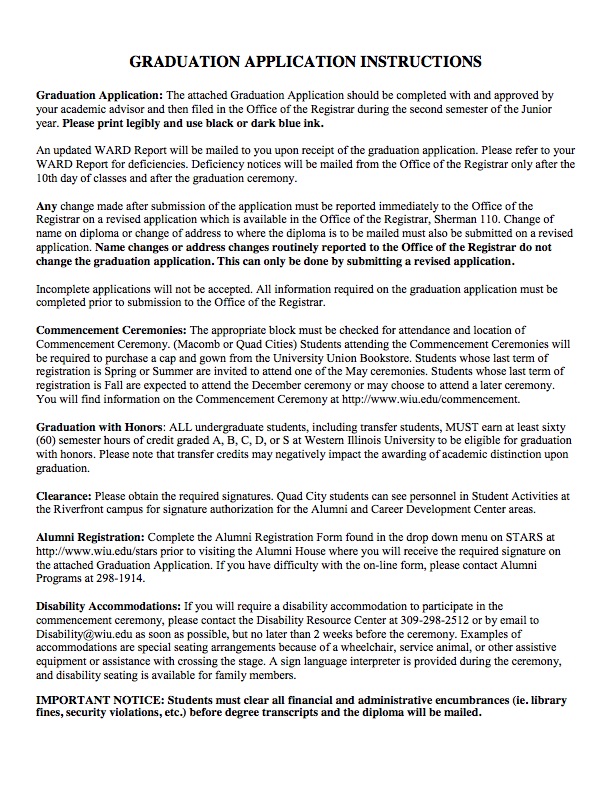 GRADUATION APPLICATION INSTRUCTIONS
Graduation Application: The attached Graduation Application should be completed with and approved by
your academic advisor and then filed in the Office of the Registrar during the second semester of the Junior
year. Please print legibly and use black or dark blue ink.
An updated WARD Report will be mailed to you upon receipt of the graduation application. Please refer to your
WARD Report for deficiencies. Deficiency notices will be mailed from the Office of the Registrar only after the
10th day of classes and after the graduation ceremony.
Any change made after submission of the application must be reported immediately to the Office of the
Registrar on a revised application which is available in the Office of the Registrar, Sherman 110. Change of
name on diploma or change of address to where the diploma is to be mailed must also be submitted on a revised
application. Name changes or address changes routinely reported to the Office of the Registrar do not
change the graduation application. This can only be done by submitting a revised application.
Incomplete applications will not be accepted. All information required on the graduation application must be
completed prior to submission to the Office of the Registrar.
Commencement Ceremonies: The appropriate block must be checked for attendance and location of
Commencement Ceremony. (Macomb or Quad Cities) Students attending the Commencement Ceremonies will
be required to purchase a cap and gown from the University Union Bookstore. Students whose last term of
registration is Spring or Summer are invited to attend one of the May ceremonies. Students whose last term of
registration is Fall are expected to attend the December ceremony or may choose to attend a later ceremony.
You will find information on the Commencement Ceremony at http://www.wiu.edu/commencement.
Graduation with Honors: ALL undergraduate students, including transfer students, MUST earn at least sixty
(60) semester hours of credit graded A, B, C, D, or S at Western Illinois University to be eligible for graduation
with honors. Please note that transfer credits may negatively impact the awarding of academic distinction upon
graduation.
Clearance: Please obtain the required signatures. Quad City students can see personnel in Student Activities at
the Riverfront campus for signature authorization for the Alumni and Career Development Center areas.
Alumni Registration: Complete the Alumni Registration Form found in the drop down menu on STARS at
http://www.wiu.edu/stars prior to visiting the Alumni House where you will receive the required signature on
the attached Graduation Application. If you have difficulty with the on-line form, please contact Alumni
Programs at 298-1914.
Disability Accommodations: If you will require a disability accommodation to participate in the
commencement ceremony, please contact the Disability Resource Center at 309-298-2512 or by email to
Disability@wiu.edu as soon as possible, but no later than 2 weeks before the ceremony. Examples of
accommodations are special seating arrangements because of a wheelchair, service animal, or other assistive
equipment or assistance with crossing the stage. A sign language interpreter is provided during the ceremony,
and disability seating is available for family members.
IMPORTANT NOTICE: Students must clear all financial and administrative encumbrances (ie. library
fines, security violations, etc.) before degree transcripts and the diploma will be mailed.